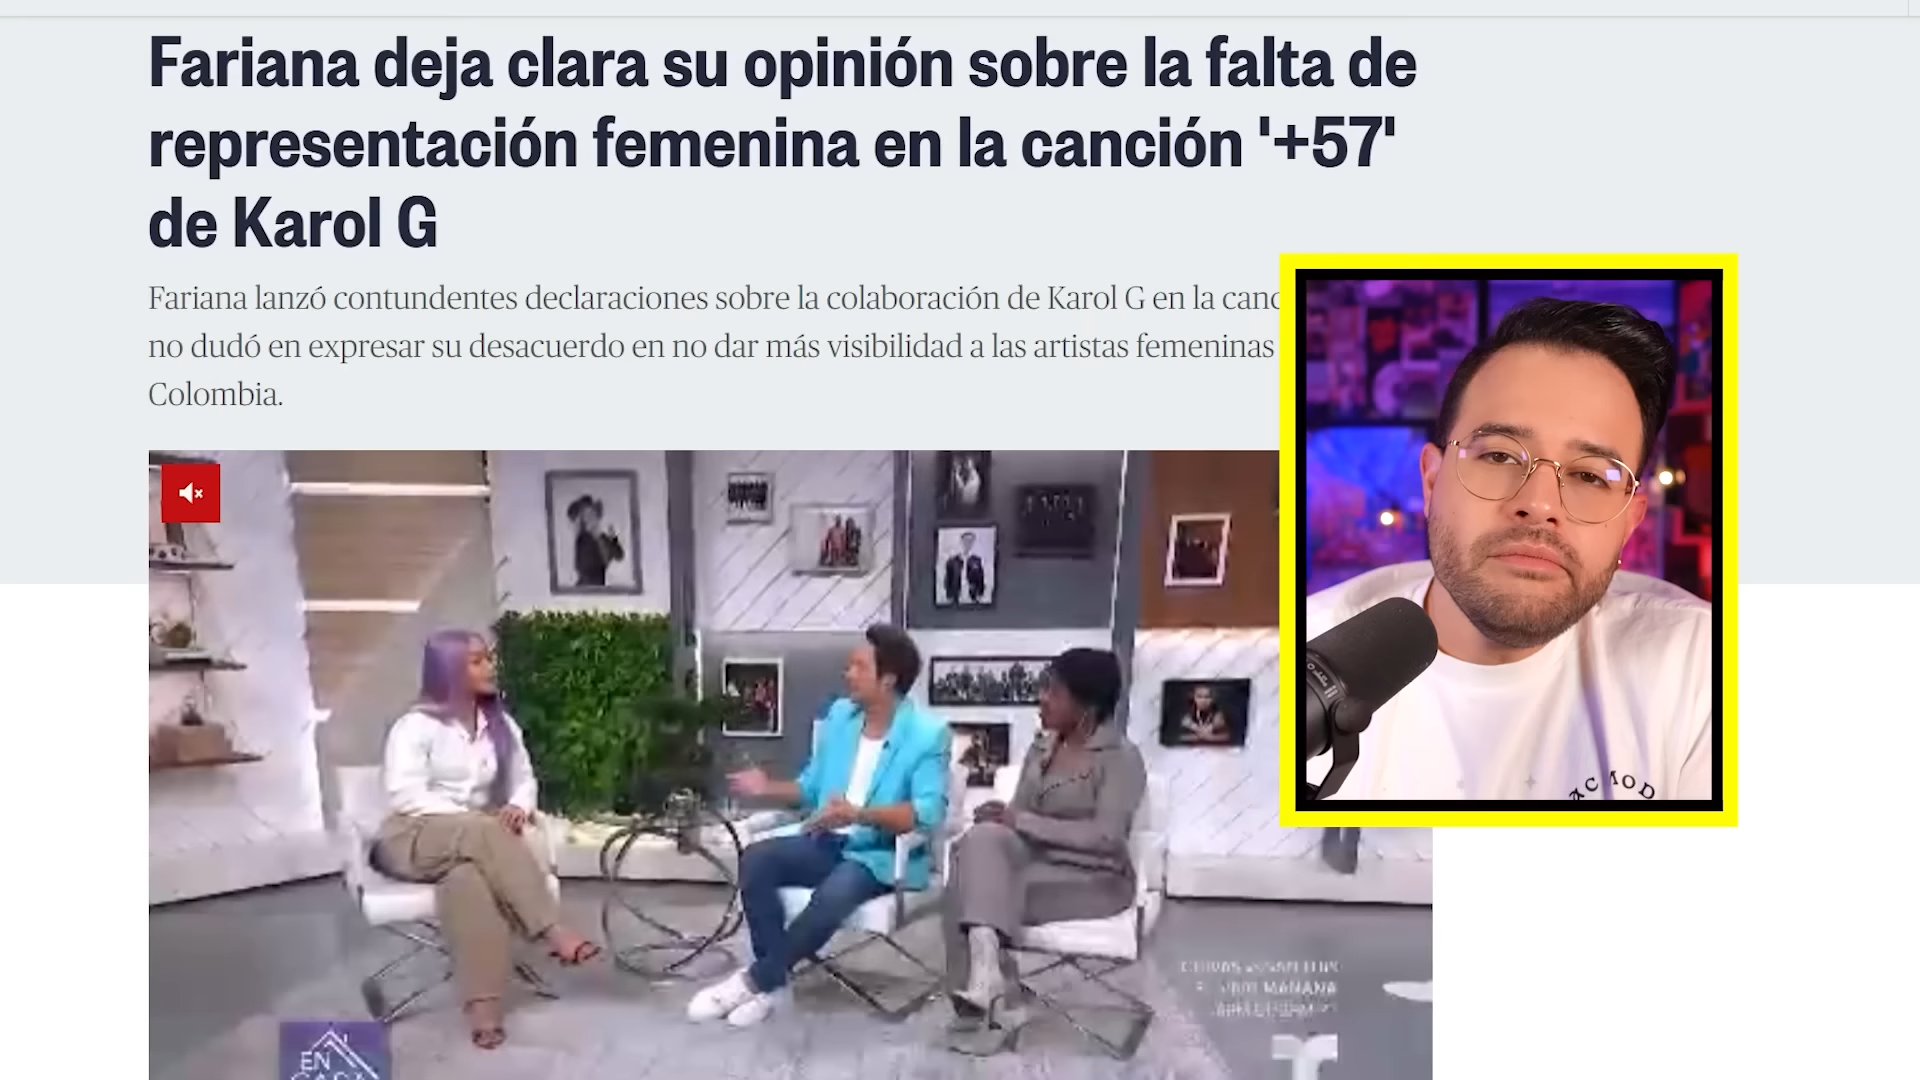 Fariana deja clara su opinión sobre la falta de
representación femenina en la canción '+57'
de Karol G
Fariana lanzó contundentes declaraciones sobre la colaboración de Karol G en la
no dudó en expresar su desacuerdo en no dar más visibilidad a las artistas femeninas
Colombia.
MAÑANA
EN